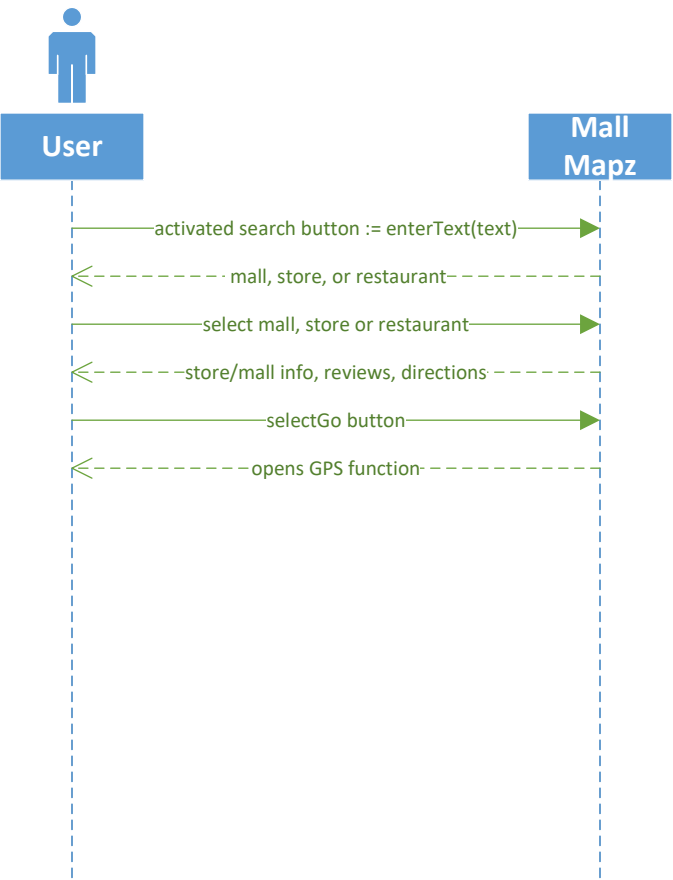 User
Mall
Mapz
activated search button := enterText(text)
mall, store, or restaurant
select mall, store or restaurant
store/mall info, reviews, directions
selectGo button
opens GPS function